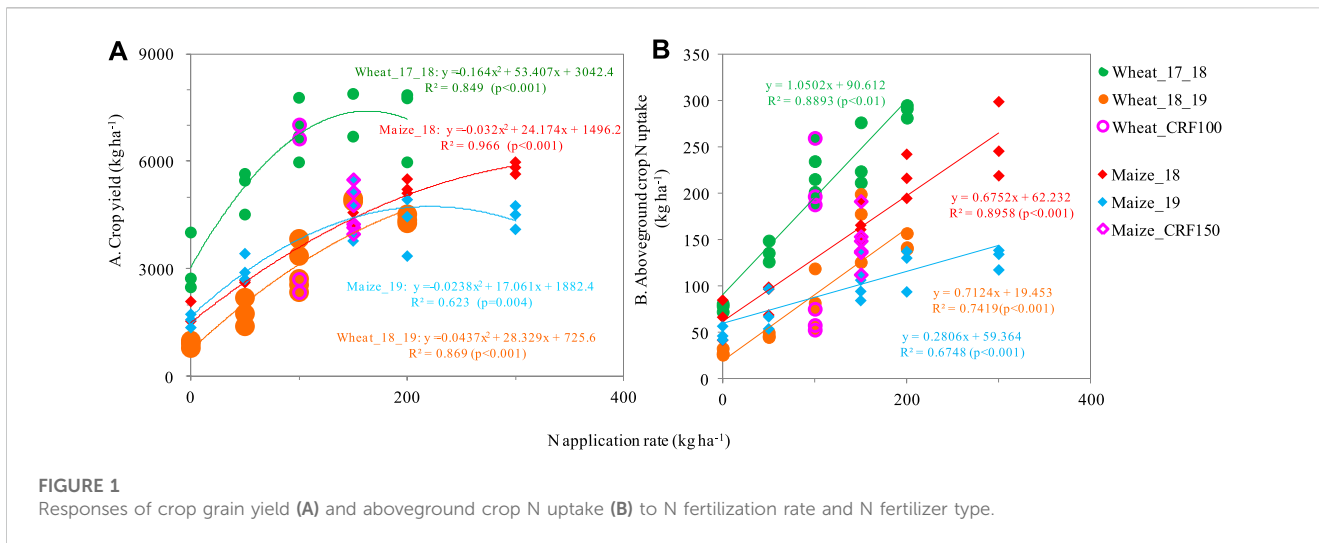 A
9000
6000
3000
0
A. Crop yield (kg ha⁻¹)
Wheat_17_18: y =-0.164x² + 53.407x + 3042.4
R² = 0.849 (p<0.001)
Maize_18: y =-0.032x² + 24.174x + 1496.2
R² = 0.966 (p<0.001)
Maize_19: y =-0.0238x² + 17.061x + 1882.4
R² = 0.623 (p=0.004)
Wheat_18_19: y =-0.0437x² + 28.329x + 725.6
R² = 0.869 (p<0.001)
0 200 400
B
350
300
250
200
150
100
50
0
B. Aboveground crop N uptake
(kg ha⁻¹)
y = 1.0502x + 90.612
R² = 0.8893 (p<0.01)
y = 0.6752x + 62.232
R² = 0.8958 (p<0.001)
y = 0.7124x + 19.453
R² = 0.7419 (p<0.001)
y = 0.2806x + 59.364
R² = 0.6748 (p<0.001)
0 200 400
N application rate (kg ha⁻¹)
Wheat_17_18
Wheat_18_19
Wheat_CRF100
Maize_18
Maize_19
Maize_CRF150
FIGURE 1
Responses of crop grain yield (A) and aboveground crop N uptake (B) to N fertilization rate and N fertilizer type.